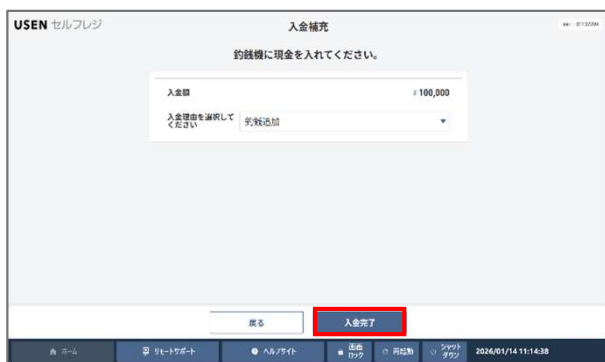 USEN セルフレジ
入金補充
釣銭機に現金を入れてください。
入金額
¥ 100,000
入金理由を選択して
ください
釣銭追加
戻る
入金完了
ホーム
リモートサポート
ヘルプサイト
画面
ロック
再起動
シャット
ダウン
2026/01/14 11:14:38